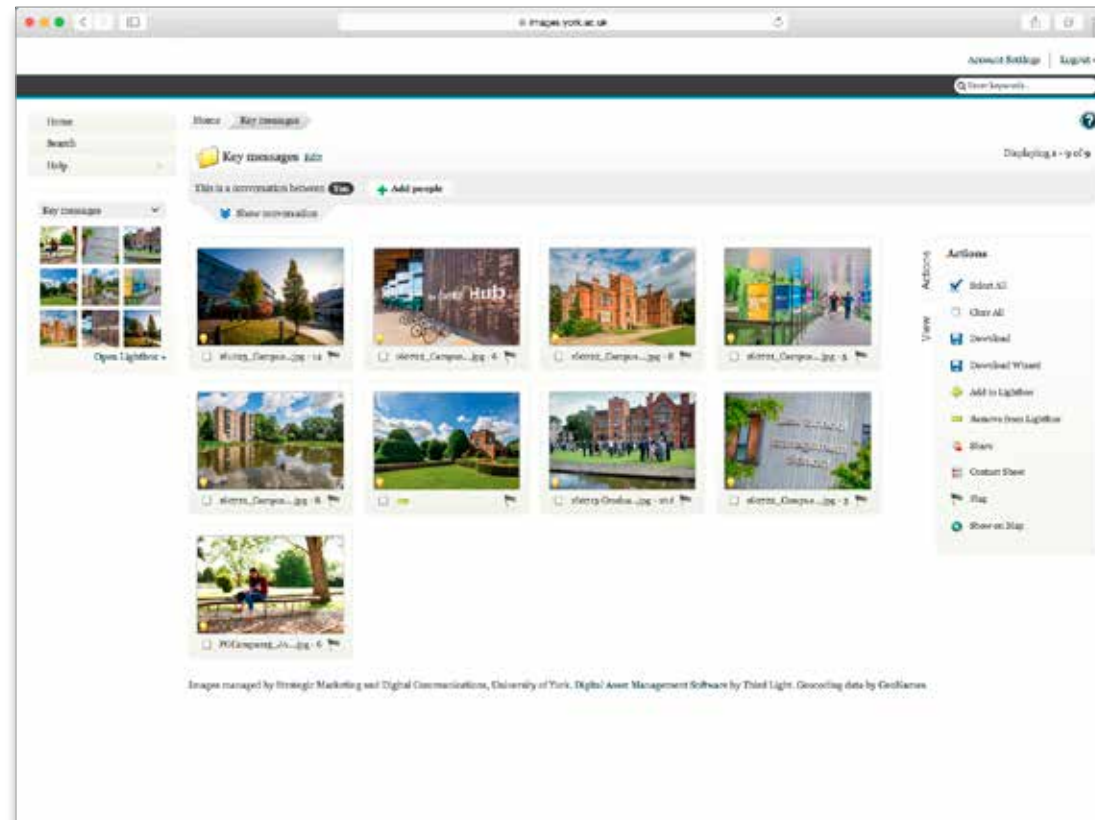 images.york.ac.uk
Account Settings
Logout
Enter keywords...
Home
Search
Help
Home
Key messages
Key messages Edit
Displaying 1 - 9 of 9
This is a conversation between You
Add people
Show conversation
Key messages
Open Lightbox »
Hub
Actions
View
Actions
Select All
Clear All
Download
Download Wizard
Add to Lightbox
Remove from Lightbox
Share
Contact Sheet
Flag
Show on Map
Images managed by Strategic Marketing and Digital Communications, University of York. Digital Asset Management Software by Third Light. Geocoding data by GeoNames